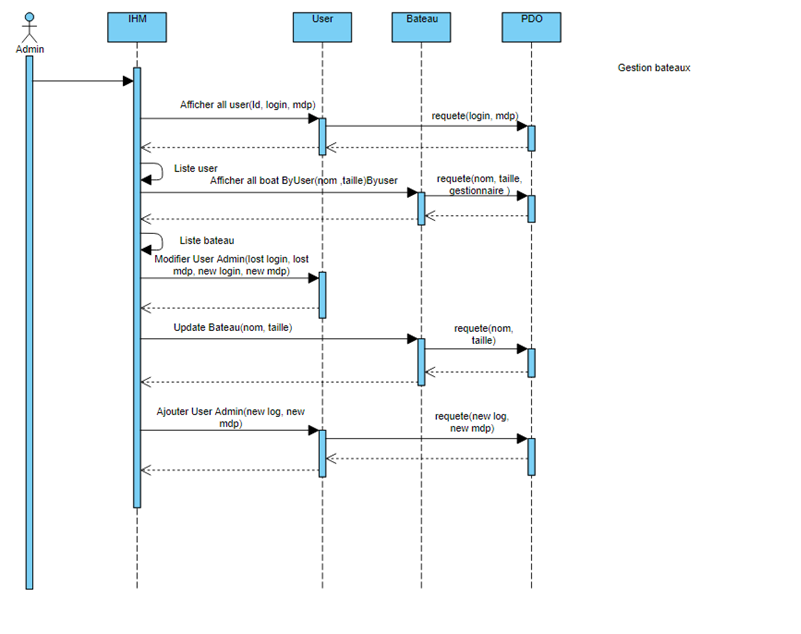 IHM
User
Bateau
PDO
Admin
Gestion bateaux
Afficher all user(Id, login, mdp)
requete(login, mdp)
Liste user
Afficher all boat ByUser(nom ,taille)Byuser
requete(nom, taille,
gestionnaire )
Liste bateau
Modifier User Admin(lost login, lost
mdp, new login, new mdp)
Update Bateau(nom, taille)
requete(nom,
taille)
Ajouter User Admin(new log, new
mdp)
requete(new log,
new mdp)